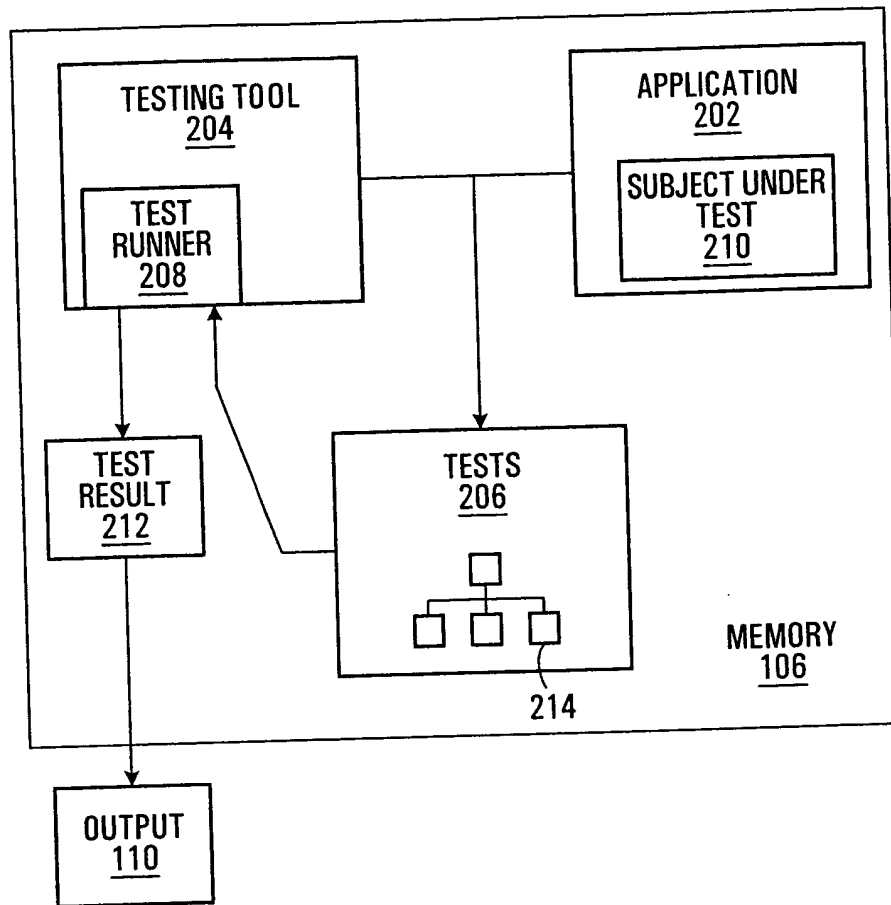 TESTING TOOL
204
APPLICATION
202
TEST
RUNNER
208
SUBJECT UNDER
TEST
210
TEST
RESULT
212
TESTS
206
214
MEMORY
106
OUTPUT
110